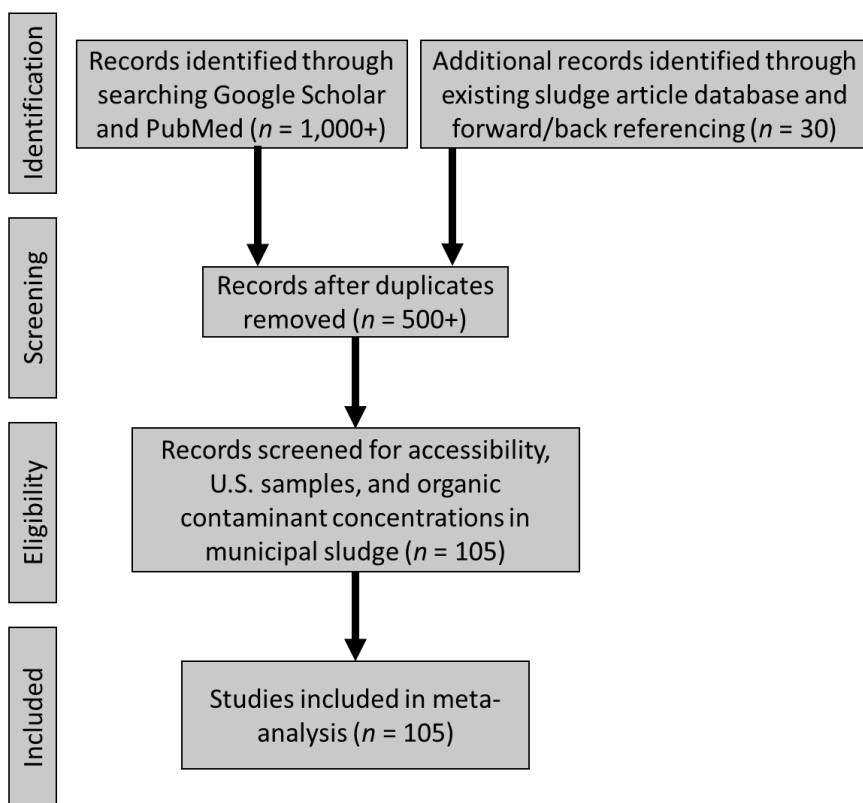 Identification
Records identified through
searching Google Scholar
and PubMed (n = 1,000+)
Additional records identified through
existing sludge article database and
forward/back referencing (n = 30)
Screening
Records after duplicates
removed (n = 500+)
Eligibility
Records screened for accessibility,
U.S. samples, and organic
contaminant concentrations in
municipal sludge (n = 105)
Included
Studies included in meta-
analysis (n = 105)